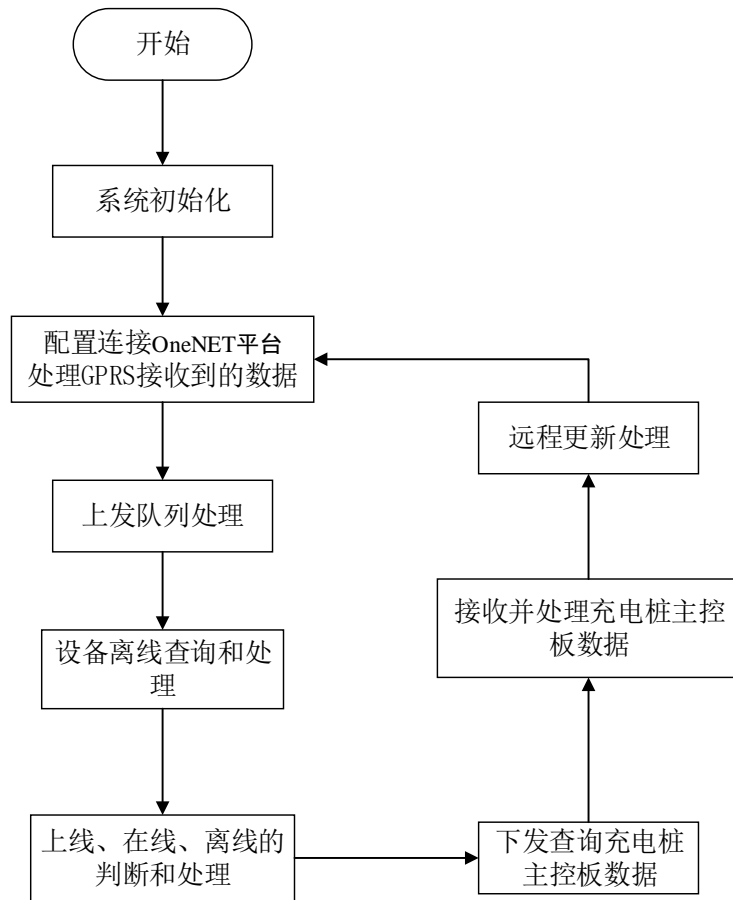 开始
系统初始化
配置连接OneNET平台
处理GPRS接收到的数据
上发队列处理
设备离线查询和处
理
上线、在线、离线的
判断和处理
下发查询充电桩
主控板数据
接收并处理充电桩主控
板数据
远程更新处理